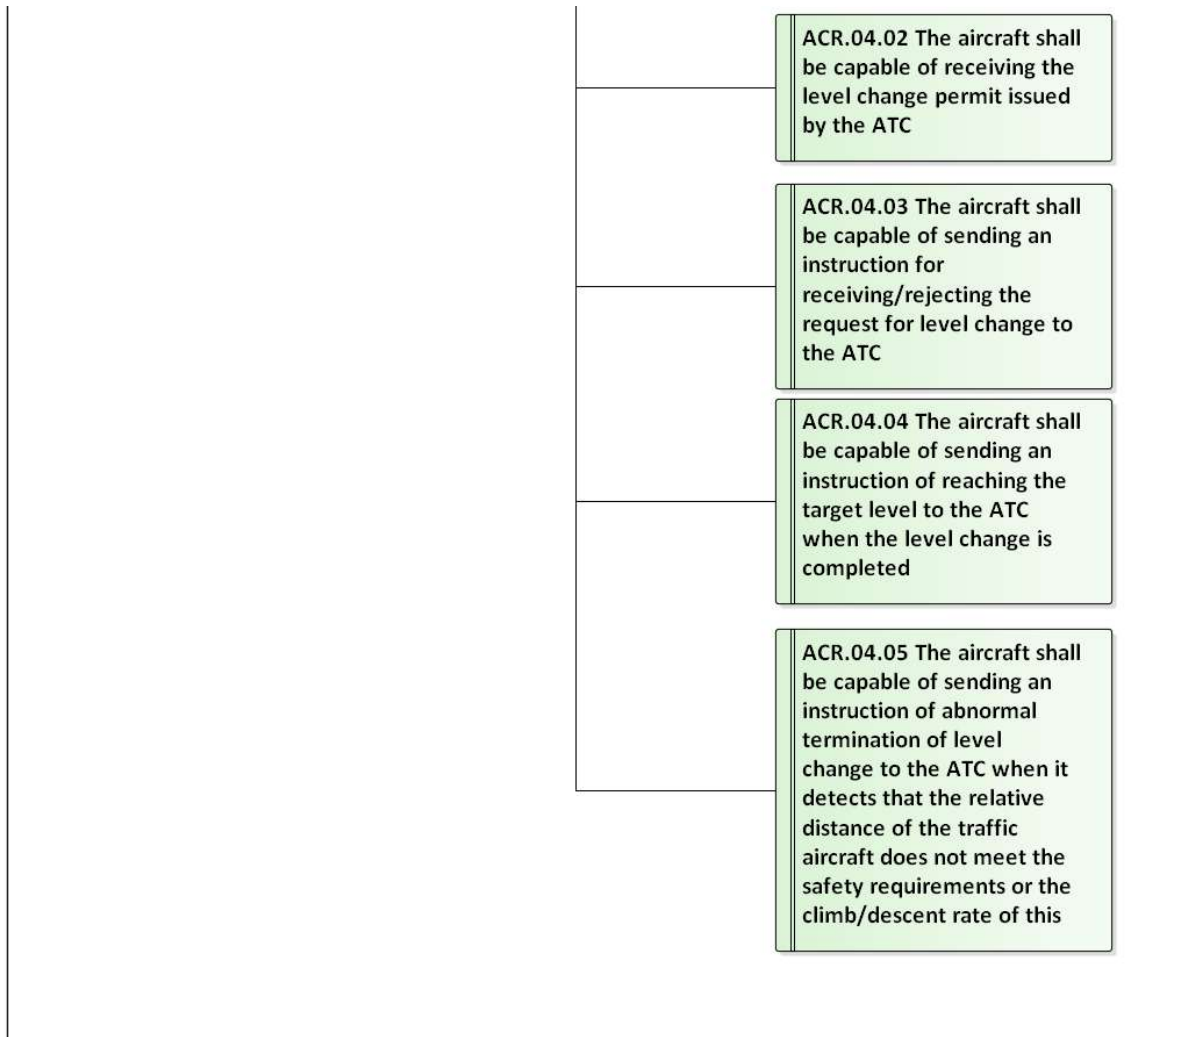 ACR.04.02 The aircraft shall
be capable of receiving the
level change permit issued
by the ATC
ACR.04.03 The aircraft shall
be capable of sending an
instruction for
receiving/rejecting the
request for level change to
the ATC
ACR.04.04 The aircraft shall
be capable of sending an
instruction of reaching the
target level to the ATC
when the level change is
completed
ACR.04.05 The aircraft shall
be capable of sending an
instruction of abnormal
termination of level
change to the ATC when it
detects that the relative
distance of the traffic
aircraft does not meet the
safety requirements or the
climb/descent rate of this